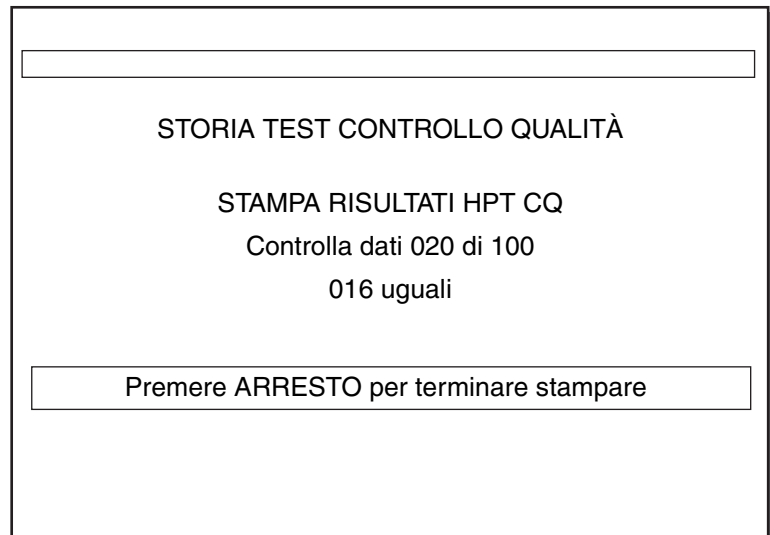 STORIA TEST CONTROLLO QUALITÀ
STAMPA RISULTATI HPT CQ
Controlla dati 020 di 100
016 uguali
Premere ARRESTO per terminare stampare